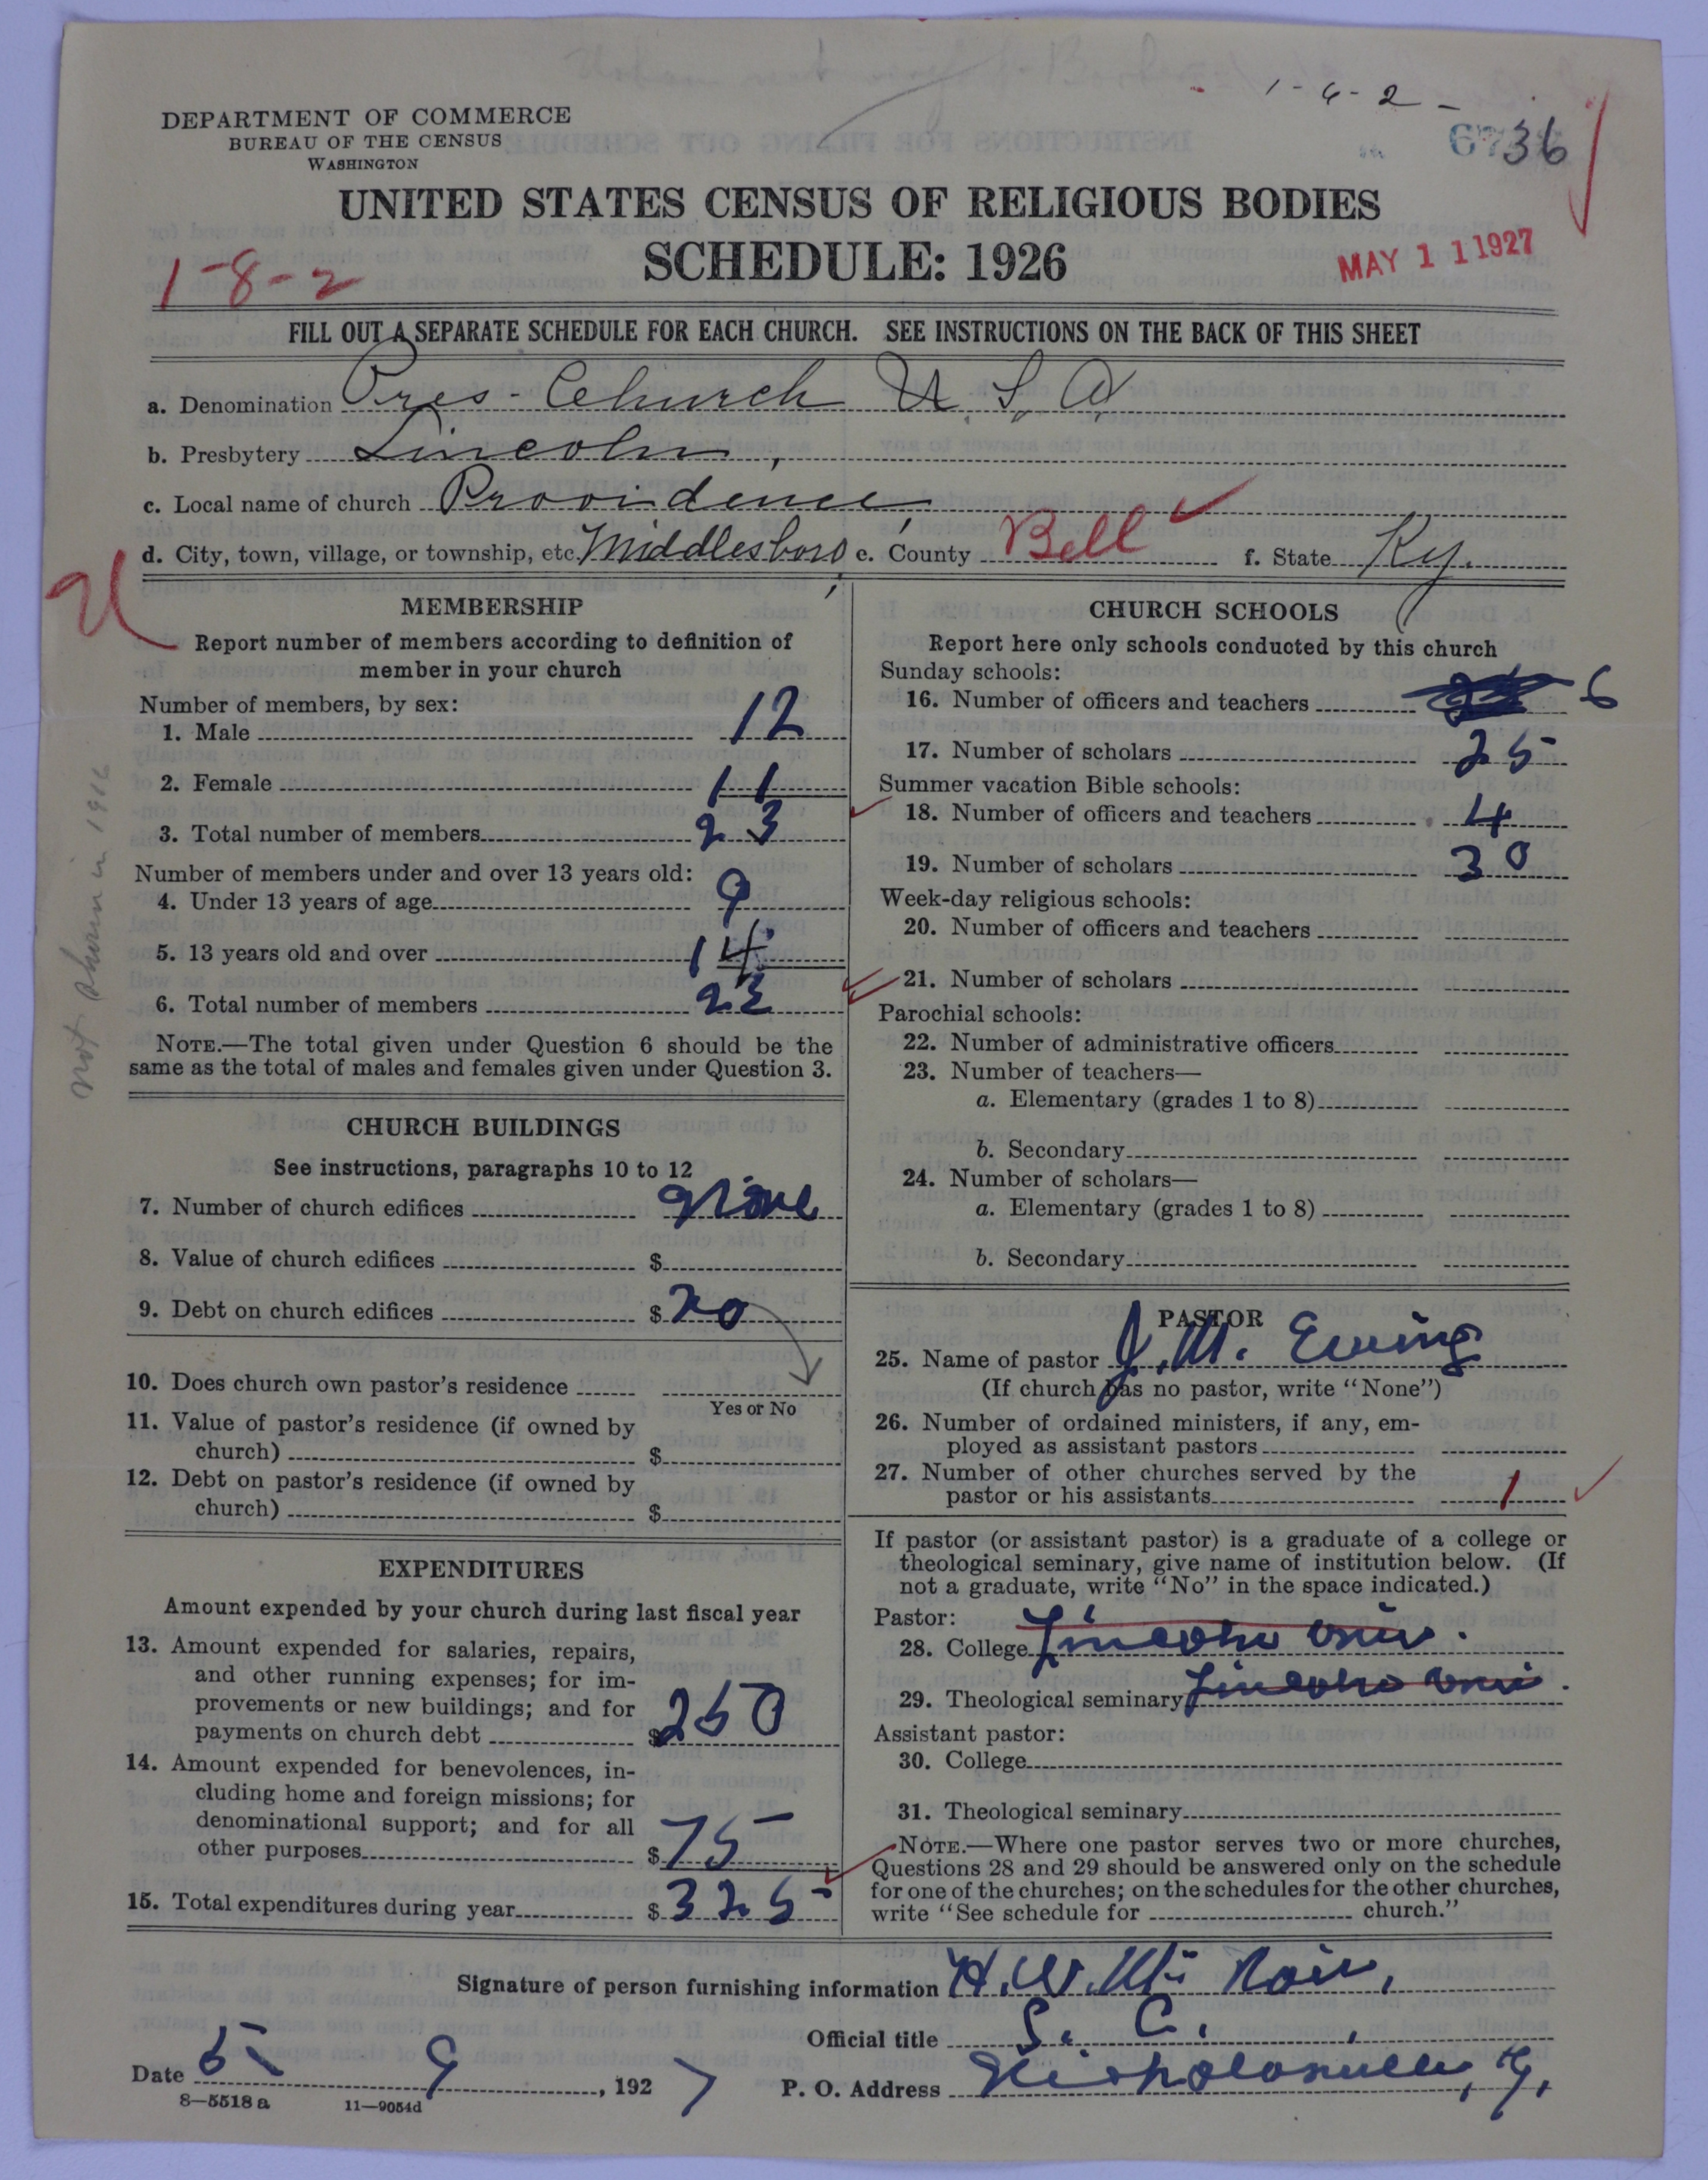 1-6-2-
DEPARTMENT OF COMMERCE
BUREAU OF THE CENSUS
WASHINGTON
36
UNITED STATES CENSUS OF RELIGIOUS BODIES
SCHEDULE: 1926
1-8-2
MAY 11 1927
FILL OUT A SEPARATE SCHEDULE FOR EACH CHURCH. SEE INSTRUCTIONS ON THE BACK OF THIS SHEET
a. Denomination Pres- Church U.S.A.
b. Presbytery Lincoln,
c. Local name of church Providence,
d. City, town, village, or township, etc. Middlesboro, e. County Bell f. State Ky.
U
not shown in 1916
MEMBERSHIP
Report number of members according to definition of
member in your church
Number of members, by sex:
1. Male 12
2. Female 11
3. Total number of members 23
Number of members under and over 13 years old:
4. Under 13 years of age 9
5. 13 years old and over 14
6. Total number of members 23
NOTE.—The total given under Question 6 should be the
same as the total of males and females given under Question 3.
CHURCH BUILDINGS
See instructions, paragraphs 10 to 12
7. Number of church edifices None
8. Value of church edifices $
9. Debt on church edifices $ no
10. Does church own pastor's residence
Yes or No
11. Value of pastor's residence (if owned by
church) $
12. Debt on pastor's residence (if owned by
church) $
EXPENDITURES
Amount expended by your church during last fiscal year
13. Amount expended for salaries, repairs,
and other running expenses; for im-
provements or new buildings; and for
payments on church debt $250
14. Amount expended for benevolences, in-
cluding home and foreign missions; for
denominational support; and for all
other purposes $75
15. Total expenditures during year $325
CHURCH SCHOOLS
Report here only schools conducted by this church
Sunday schools:
16. Number of officers and teachers 6
17. Number of scholars 25
Summer vacation Bible schools:
18. Number of officers and teachers 4
19. Number of scholars 30
Week-day religious schools:
20. Number of officers and teachers
21. Number of scholars
Parochial schools:
22. Number of administrative officers
23. Number of teachers—
a. Elementary (grades 1 to 8)
b. Secondary
24. Number of scholars—
a. Elementary (grades 1 to 8)
b. Secondary
PASTOR
25. Name of pastor J. M. Ewing
(If church has no pastor, write "None")
26. Number of ordained ministers, if any, em-
ployed as assistant pastors
27. Number of other churches served by the
pastor or his assistants 1
If pastor (or assistant pastor) is a graduate of a college or
theological seminary, give name of institution below. (If
not a graduate, write "No" in the space indicated.)
Pastor:
28. College Lincoln Univ.
29. Theological seminary Lincoln Univ.
Assistant pastor:
30. College
31. Theological seminary
NOTE.—Where one pastor serves two or more churches,
Questions 28 and 29 should be answered only on the schedule
for one of the churches; on the schedules for the other churches,
write "See schedule for church."
Signature of person furnishing information H. W. McNair,
Official title S. C.,
Date 5 9, 1927 P. O. Address Nicholasville, Ky.
8—5518 a 11—9054d